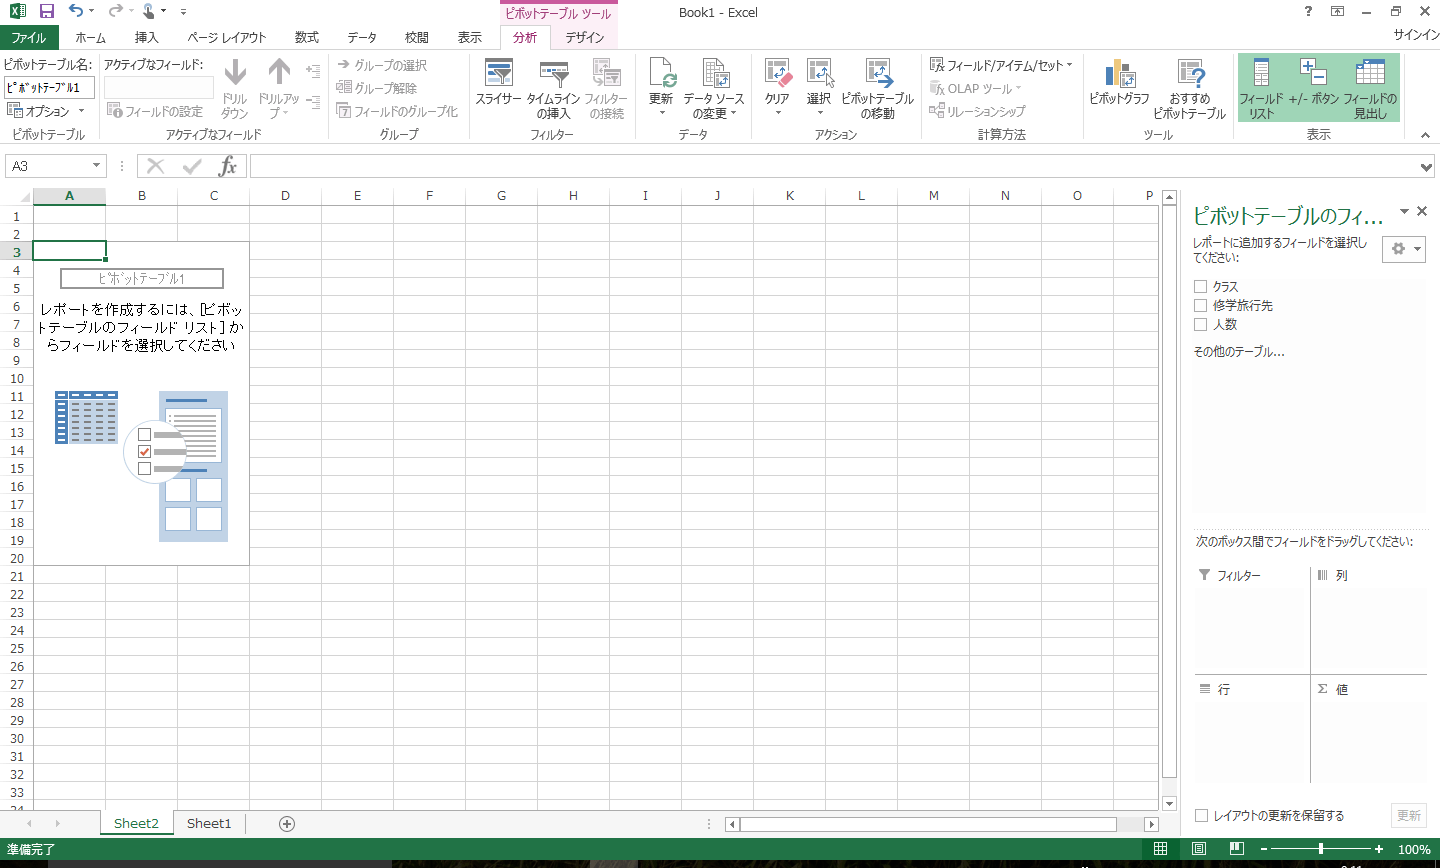 ピボットテーブル ツール
Book1 - Excel
?
サインイン
ファイル ホーム 挿入 ページ レイアウト 数式 データ 校閲 表示 分析 デザイン
ピボットテーブル名:
ピボットテーブル1
オプション
ピボットテーブル
アクティブなフィールド:
フィールドの設定
ドリル
ダウン
ドリルアッ
プ
アクティブなフィールド
グループの選択
グループ解除
フィールドのグループ化
グループ
スライサー
タイムライン
の挿入
フィルター
の接続
フィルター
更新
データ ソース
の変更
データ
クリア
選択
ピボットテーブル
の移動
アクション
フィールド/アイテム/セット
OLAP ツール
リレーションシップ
計算方法
ピボットグラフ
おすすめ
ピボットテーブル
ツール
フィールド
リスト
+/- ボタン
フィールドの
見出し
表示
A3
fx
A B C D E F G H I J K L M N O P
1
2
3
4
5
6
7
8
9
10
11
12
13
14
15
16
17
18
19
20
21
22
23
24
25
26
27
28
29
30
31
32
33
ピボットテーブル1
レポートを作成するには、[ピボッ
トテーブルのフィールド リスト] か
らフィールドを選択してください
ピボットテーブルのフィ...
レポートに追加するフィールドを選択し
てください:
クラス
修学旅行先
人数
その他のテーブル...
次のボックス間でフィールドをドラッグしてください:
フィルター
列
行
Σ 値
レイアウトの更新を保留する
更新
Sheet2 Sheet1
準備完了
100%